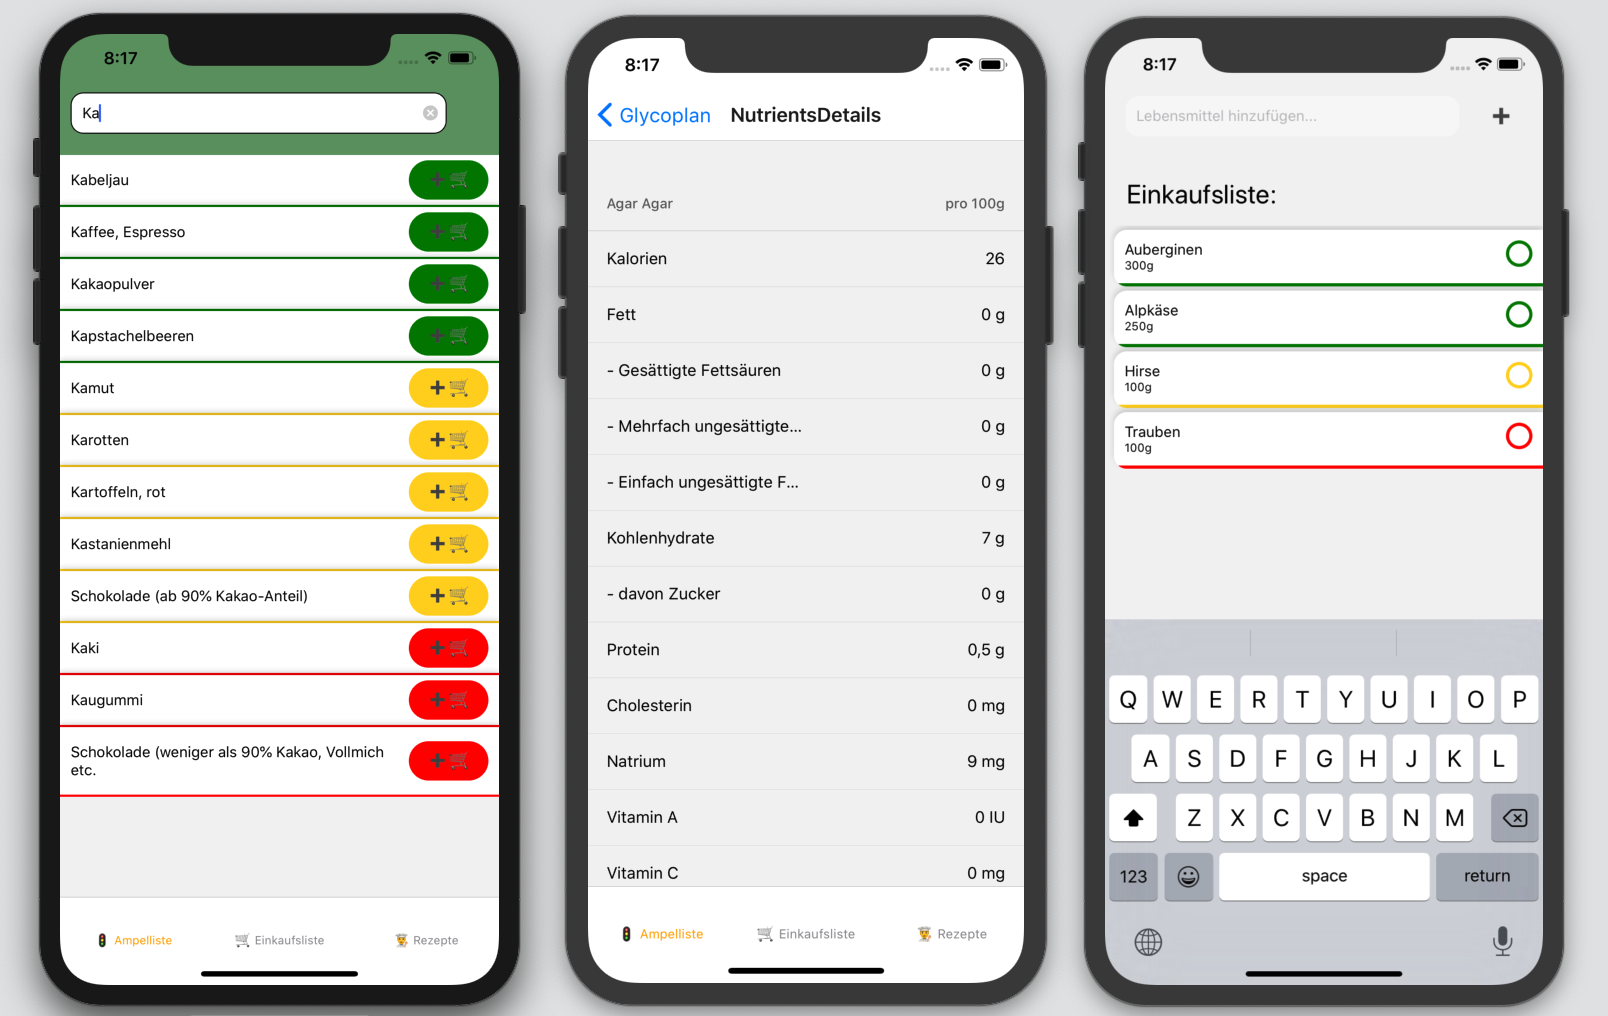 8:17
Ka
Kabeljau
Kaffee, Espresso
Kakaopulver
Kapstachelbeeren
Kamut
Karotten
Kartoffeln, rot
Kastanienmehl
Schokolade (ab 90% Kakao-Anteil)
Kaki
Kaugummi
Schokolade (weniger als 90% Kakao, Vollmich
etc.
Ampelliste Einkaufsliste Rezepte
8:17
Glycoplan NutrientsDetails
Agar Agar pro 100g
Kalorien 26
Fett 0 g
- Gesättigte Fettsäuren 0 g
- Mehrfach ungesättigte... 0 g
- Einfach ungesättigte F... 0 g
Kohlenhydrate 7 g
- davon Zucker 0 g
Protein 0,5 g
Cholesterin 0 mg
Natrium 9 mg
Vitamin A 0 IU
Vitamin C 0 mg
Ampelliste Einkaufsliste Rezepte
8:17
Lebensmittel hinzufügen...
Einkaufsliste:
Auberginen
300g
Alpkäse
250g
Hirse
100g
Trauben
100g
Q W E R T Y U I O P
A S D F G H J K L
Z X C V B N M
123 space return